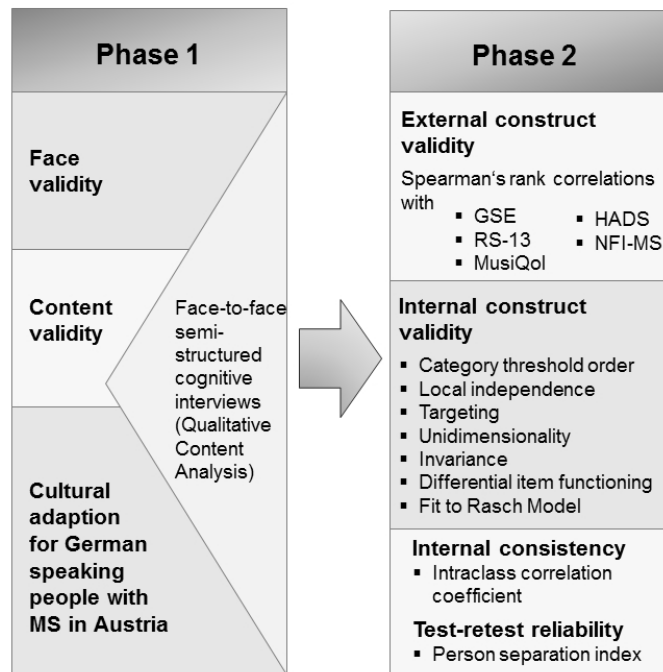 Phase 1
Face
validity
Content
validity
Cultural
adaption
for German
speaking
people with
MS in Austria
Face-to-face
semi-
structured
cognitive
interviews
(Qualitative
Content
Analysis)
Phase 2
External construct
validity
Spearman‘s rank correlations
with
▪ GSE
▪ RS-13
▪ MusiQol
▪ HADS
▪ NFI-MS
Internal construct
validity
▪ Category threshold order
▪ Local independence
▪ Targeting
▪ Unidimensionality
▪ Invariance
▪ Differential item functioning
▪ Fit to Rasch Model
Internal consistency
▪ Intraclass correlation
coefficient
Test-retest reliability
▪ Person separation index